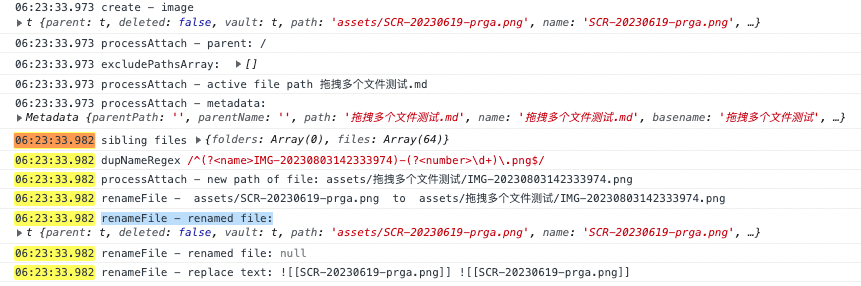 06:23:33.973 create – image
▶ t {parent: t, deleted: false, vault: t, path: 'assets/SCR-20230619-prga.png', name: 'SCR-20230619-prga.png', …}
06:23:33.973 processAttach – parent: /
06:23:33.973 excludePathsArray: ▶ []
06:23:33.973 processAttach – active file path 拖拽多个文件测试.md
06:23:33.973 processAttach – metadata:
▶ Metadata {parentPath: '', parentName: '', path: '拖拽多个文件测试.md', name: '拖拽多个文件测试.md', basename: '拖拽多个文件测试', …}
06:23:33.982 sibling files ▶ {folders: Array(0), files: Array(64)}
06:23:33.982 dupNameRegex /^(?<name>IMG-20230803142333974)-(?<number>\d+)\.png$/
06:23:33.982 processAttach – new path of file: assets/拖拽多个文件测试/IMG-20230803142333974.png
06:23:33.982 renameFile – assets/SCR-20230619-prga.png to assets/拖拽多个文件测试/IMG-20230803142333974.png
06:23:33.982 renameFile – renamed file:
▶ t {parent: t, deleted: false, vault: t, path: 'assets/SCR-20230619-prga.png', name: 'SCR-20230619-prga.png', …}
06:23:33.982 renameFile – renamed file: null
06:23:33.982 renameFile – replace text: ![[SCR-20230619-prga.png]] ![[SCR-20230619-prga.png]]